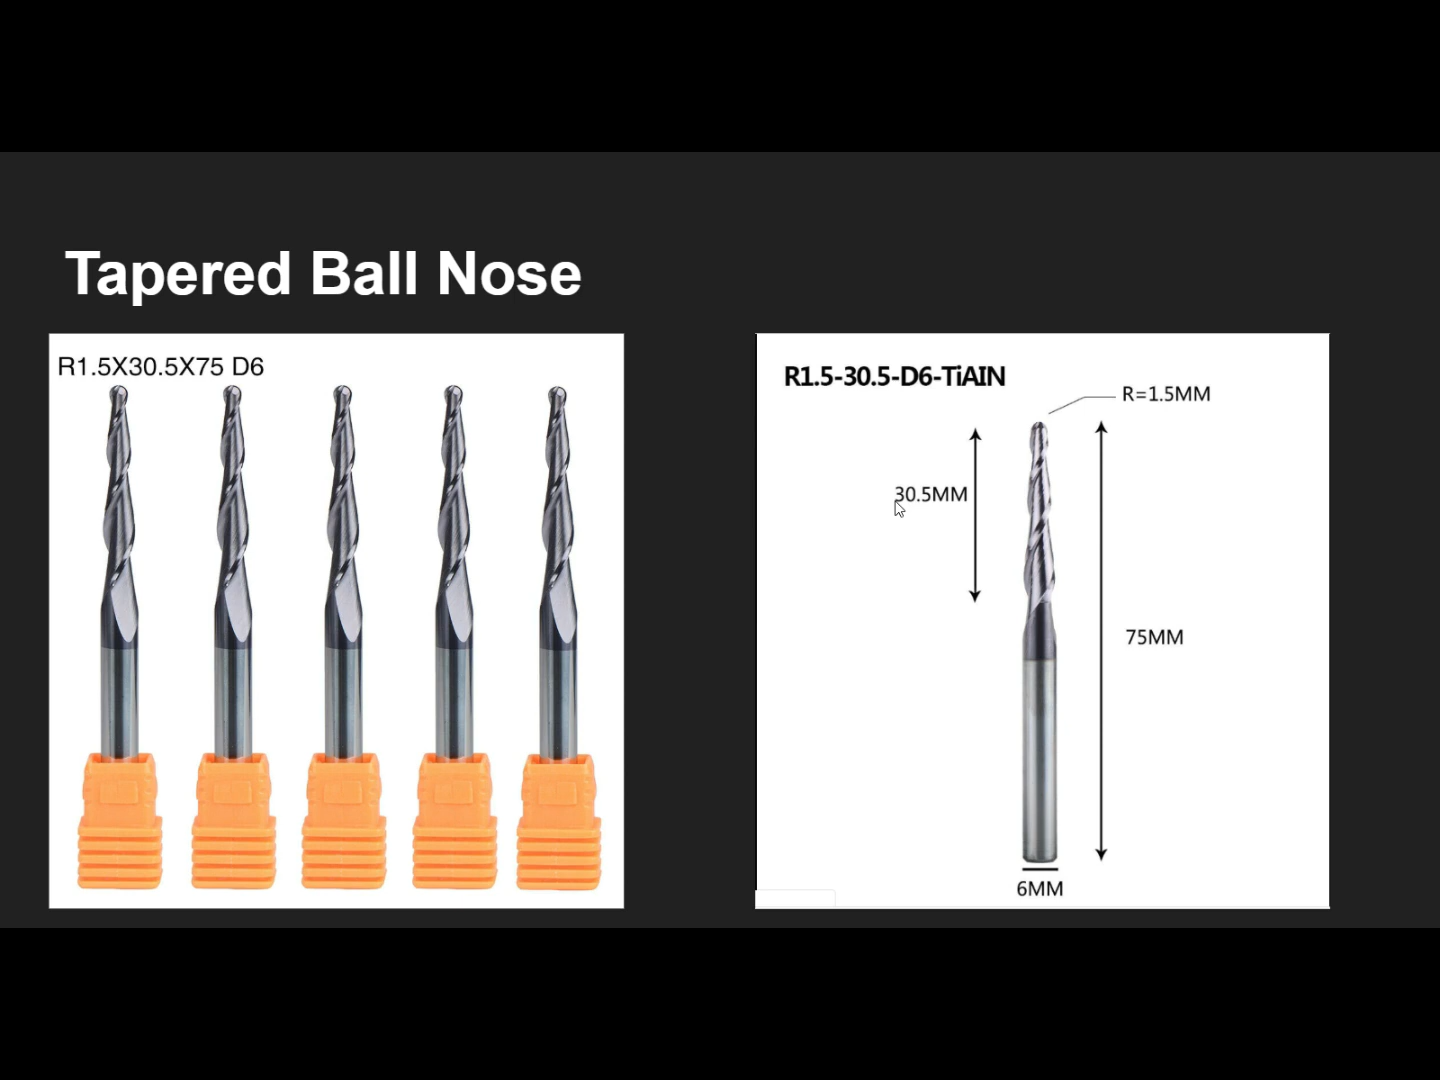 Tapered Ball Nose
R1.5X30.5X75 D6
R1.5-30.5-D6-TiAIN
R=1.5MM
30.5MM
75MM
6MM